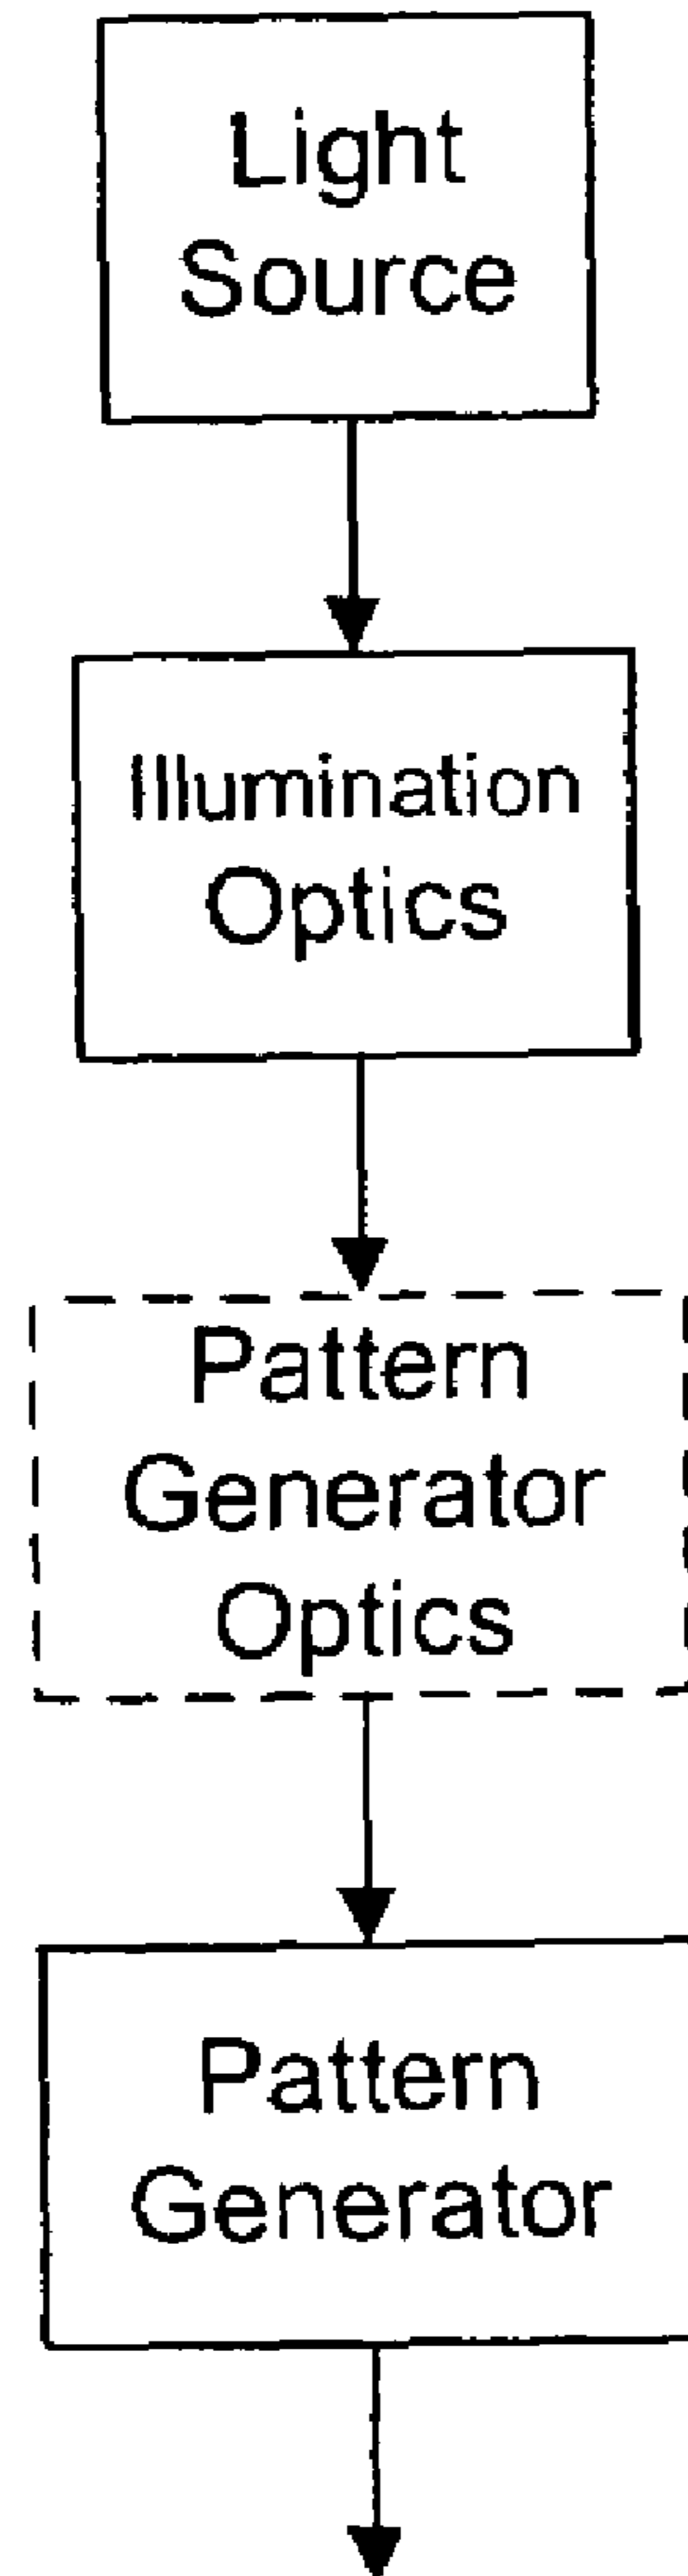 Light
Source
Illumination
Optics
Pattern
Generator
Optics
Pattern
Generator